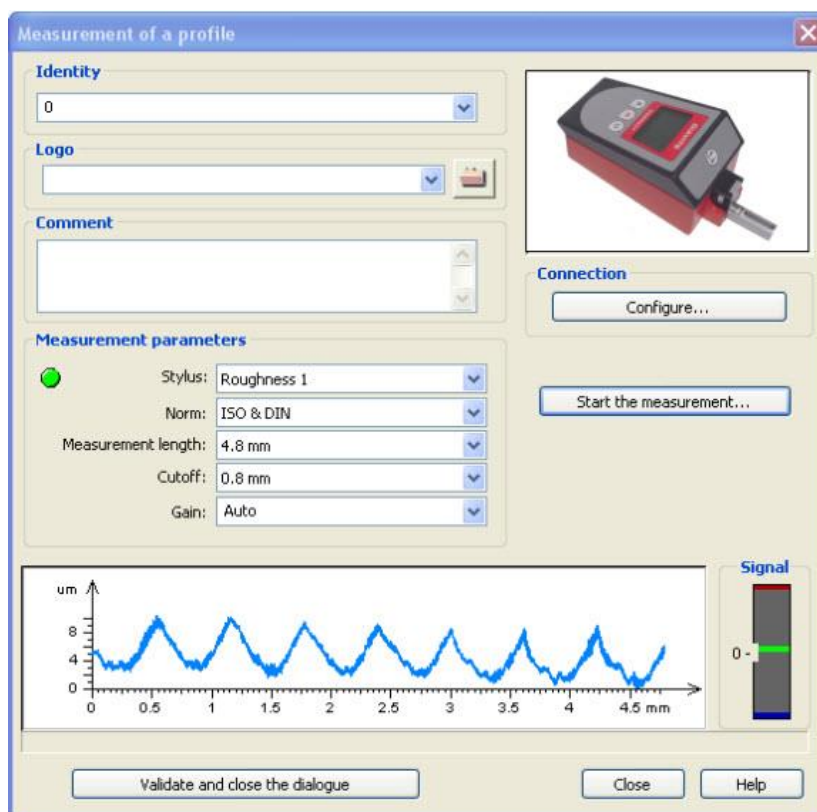 Measurement of a profile
Identity
0
Logo
Comment
Connection
Configure...
Measurement parameters
Stylus: Roughness 1
Norm: ISO & DIN
Measurement length: 4.8 mm
Cutoff: 0.8 mm
Gain: Auto
Start the measurement...
Signal
um
8
4
0
0 -
0 0.5 1 1.5 2 2.5 3 3.5 4 4.5 mm
Validate and close the dialogue
Close
Help